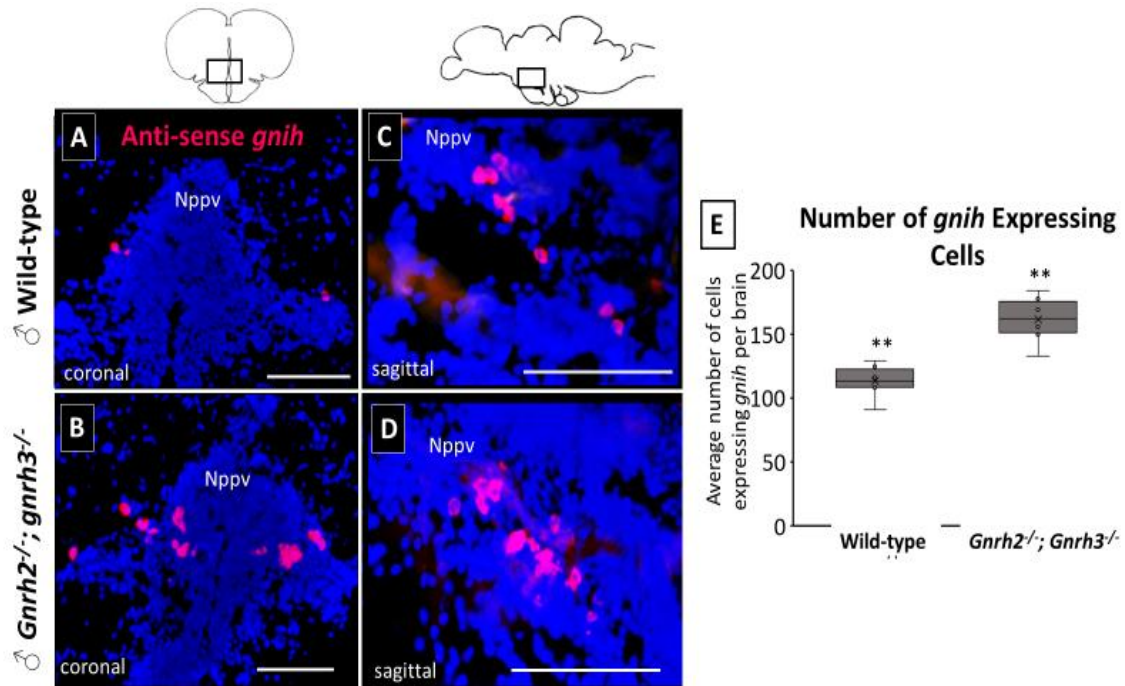 A
Anti-sense gnih
Nppv
coronal
C
Nppv
sagittal
B
Nppv
coronal
D
Nppv
sagittal
♂ Wild-type
♂ Gnrh2-/-; gnrh3-/-
E
Number of gnih Expressing
Cells
Average number of cells
expressing gnih per brain
200
150
100
50
0
**
**
Wild-type
Gnrh2-/-; Gnrh3-/-